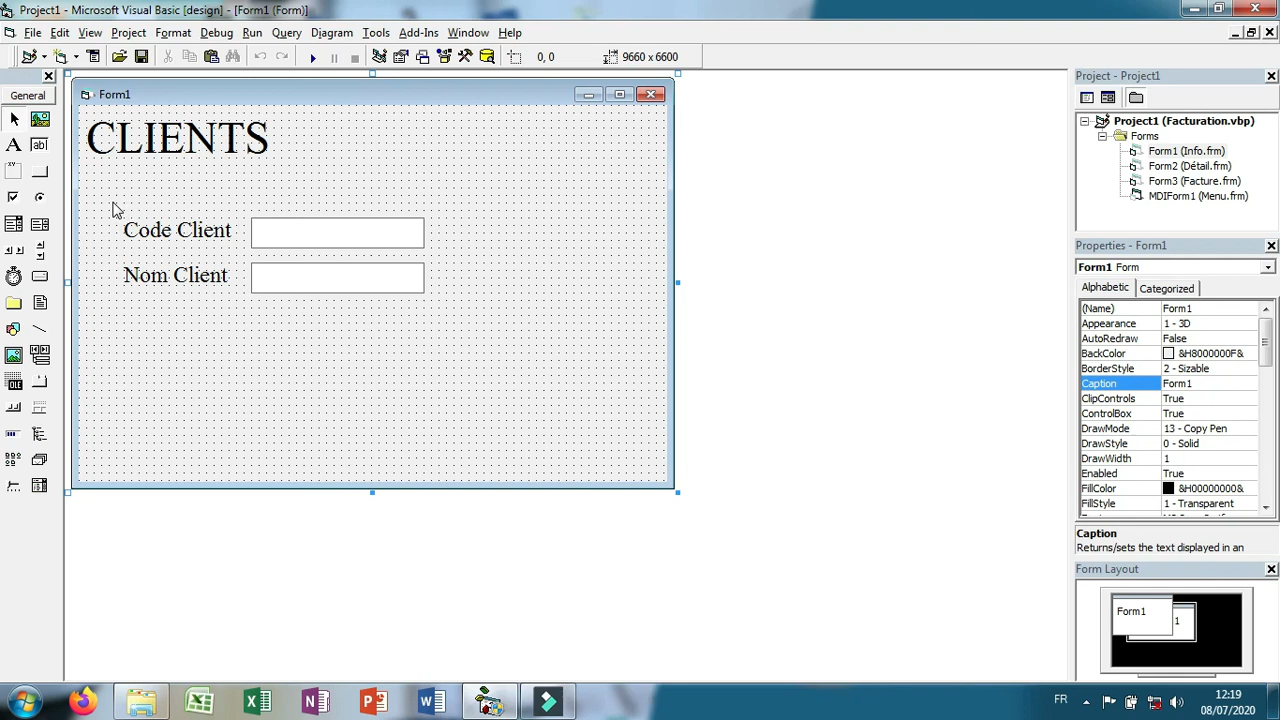 Project1 - Microsoft Visual Basic [design] - [Form1 (Form)]
File Edit View Project Format Debug Run Query Diagram Tools Add-Ins Window Help
0, 0 9660 x 6600
General
Form1
CLIENTS
Code Client
Nom Client
Project - Project1
Project1 (Facturation.vbp)
Forms
Form1 (Info.frm)
Form2 (Détail.frm)
Form3 (Facture.frm)
MDIForm1 (Menu.frm)
Properties - Form1
Form1 Form
Alphabetic Categorized
(Name) Form1
Appearance 1 - 3D
AutoRedraw False
BackColor &H8000000F&
BorderStyle 2 - Sizable
Caption Form1
ClipControls True
ControlBox True
DrawMode 13 - Copy Pen
DrawStyle 0 - Solid
DrawWidth 1
Enabled True
FillColor &H00000000&
FillStyle 1 - Transparent
Caption
Returns/sets the text displayed in an
Form Layout
Form1
1
FR
12:19
08/07/2020